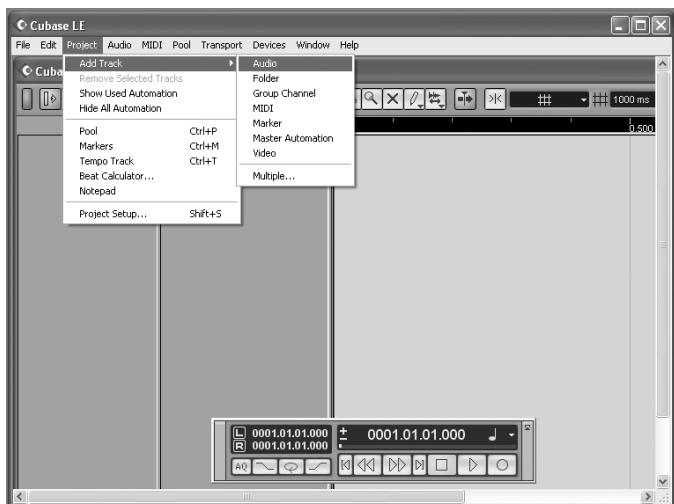 Cubase LE
File Edit Project Audio MIDI Pool Transport Devices Window Help
Cuba
Add Track
Remove Selected Tracks
Show Used Automation
Hide All Automation
Pool Ctrl+P
Markers Ctrl+M
Tempo Track Ctrl+T
Beat Calculator...
Notepad
Project Setup... Shift+S
Audio
Folder
Group Channel
MIDI
Marker
Master Automation
Video
Multiple...
1000 ms
0.500
L 0001.01.01.000
R 0001.01.01.000
0001.01.01.000
AQ